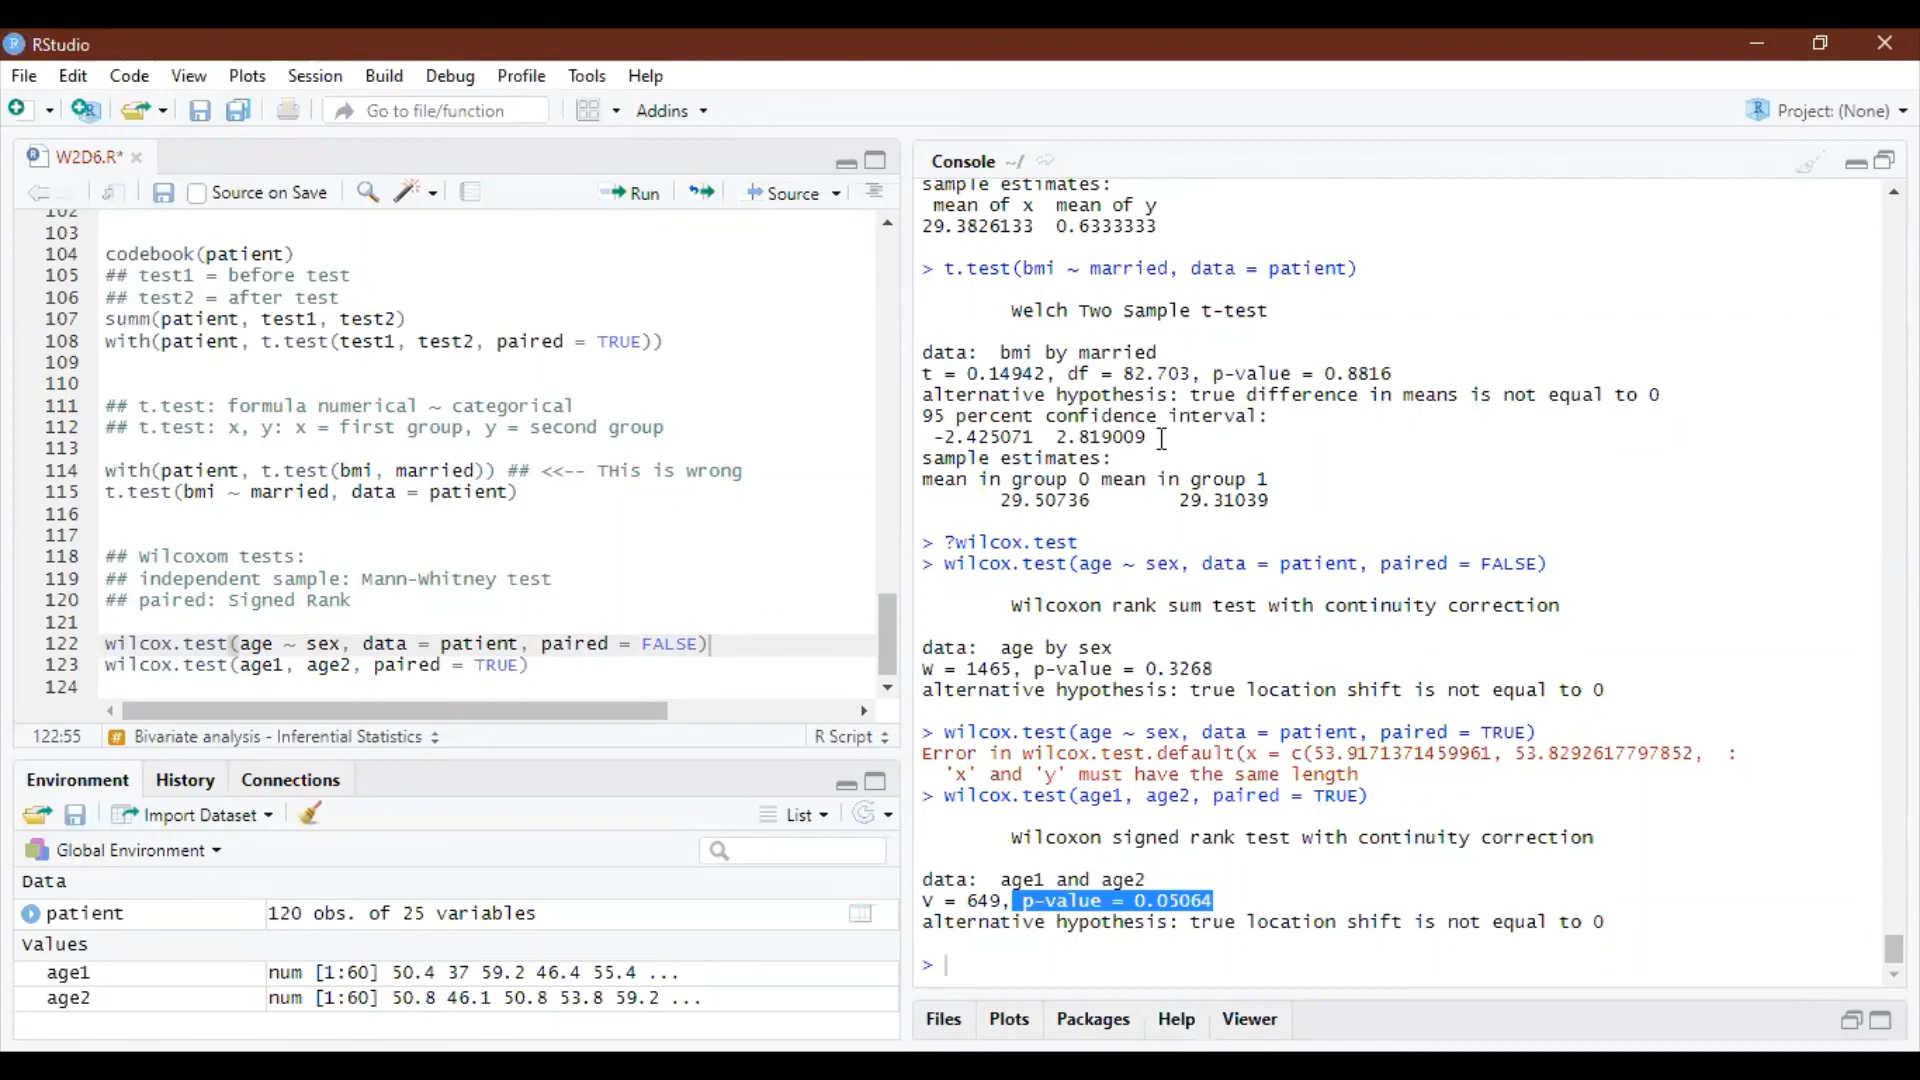 RStudio
File Edit Code View Plots Session Build Debug Profile Tools Help
Go to file/function Addins Project: (None)
W2D6.R*
Source on Save Run Source
102
103
104 codebook(patient)
105 ## test1 = before test
106 ## test2 = after test
107 summ(patient, test1, test2)
108 with(patient, t.test(test1, test2, paired = TRUE))
109
110
111 ## t.test: formula numerical ~ categorical
112 ## t.test: x, y: x = first group, y = second group
113
114 with(patient, t.test(bmi, married)) ## <<-- THis is wrong
115 t.test(bmi ~ married, data = patient)
116
117
118 ## Wilcoxom tests:
119 ## independent sample: Mann-Whitney test
120 ## paired: Signed Rank
121
122 wilcox.test(age ~ sex, data = patient, paired = FALSE)
123 wilcox.test(age1, age2, paired = TRUE)
124
122:55 # Bivariate analysis - Inferential Statistics R Script
Environment History Connections
Import Dataset List
Global Environment
Data
patient 120 obs. of 25 variables
Values
age1 num [1:60] 50.4 37 59.2 46.4 55.4 ...
age2 num [1:60] 50.8 46.1 50.8 53.8 59.2 ...
Console ~/
sample estimates:
mean of x mean of y
29.3826133 0.6333333
> t.test(bmi ~ married, data = patient)
Welch Two Sample t-test
data: bmi by married
t = 0.14942, df = 82.703, p-value = 0.8816
alternative hypothesis: true difference in means is not equal to 0
95 percent confidence interval:
-2.425071 2.819009
sample estimates:
mean in group 0 mean in group 1
29.50736 29.31039
> ?wilcox.test
> wilcox.test(age ~ sex, data = patient, paired = FALSE)
Wilcoxon rank sum test with continuity correction
data: age by sex
W = 1465, p-value = 0.3268
alternative hypothesis: true location shift is not equal to 0
> wilcox.test(age ~ sex, data = patient, paired = TRUE)
Error in wilcox.test.default(x = c(53.9171371459961, 53.8292617797852, :
'x' and 'y' must have the same length
> wilcox.test(age1, age2, paired = TRUE)
Wilcoxon signed rank test with continuity correction
data: age1 and age2
V = 649, p-value = 0.05064
alternative hypothesis: true location shift is not equal to 0
>
Files Plots Packages Help Viewer